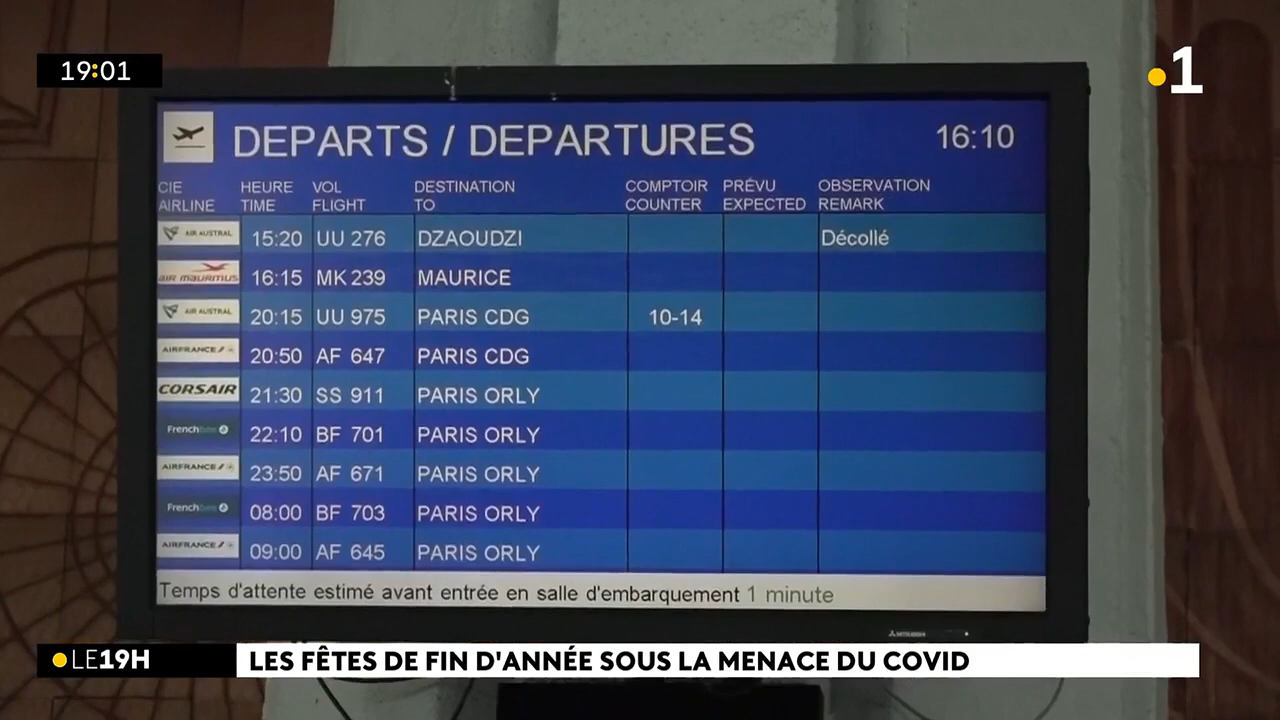 19:01
1
DEPARTS / DEPARTURES 16:10
CIE HEURE VOL DESTINATION COMPTOIR PRÉVU OBSERVATION
AIRLINE TIME FLIGHT TO COUNTER EXPECTED REMARK
AIR AUSTRAL 15:20 UU 276 DZAOUDZI Décollé
AIR MAURITIUS 16:15 MK 239 MAURICE
AIR AUSTRAL 20:15 UU 975 PARIS CDG 10-14
AIRFRANCE 20:50 AF 647 PARIS CDG
CORSAIR 21:30 SS 911 PARIS ORLY
Frenchbee 22:10 BF 701 PARIS ORLY
AIRFRANCE 23:50 AF 671 PARIS ORLY
Frenchbee 08:00 BF 703 PARIS ORLY
AIRFRANCE 09:00 AF 645 PARIS ORLY
Temps d'attente estimé avant entrée en salle d'embarquement 1 minute
MITSUBISHI
LE19H LES FÊTES DE FIN D'ANNÉE SOUS LA MENACE DU COVID